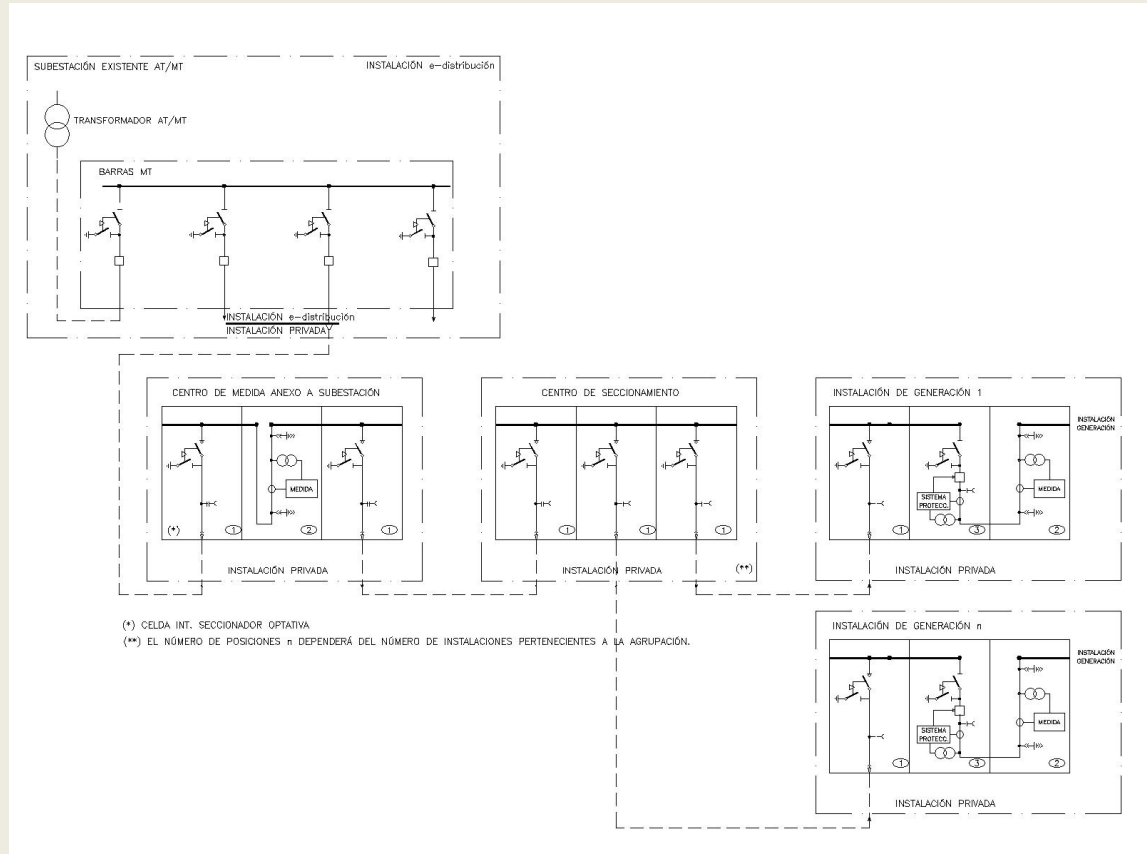 SUBESTACIÓN EXISTENTE AT/MT
INSTALACIÓN e-distribución
TRANSFORMADOR AT/MT
BARRAS MT
INSTALACIÓN e-distribución
INSTALACIÓN PRIVADA
CENTRO DE MEDIDA ANEXO A SUBESTACIÓN
MEDIDA
(*)
1
2
1
INSTALACIÓN PRIVADA
CENTRO DE SECCIONAMIENTO
1
1
1
INSTALACIÓN PRIVADA
(**)
INSTALACIÓN DE GENERACIÓN 1
INSTALACIÓN
GENERACIÓN
SISTEMA
PROTECC.
MEDIDA
1
3
2
INSTALACIÓN PRIVADA
(*) CELDA INT. SECCIONADOR OPTATIVA
(**) EL NÚMERO DE POSICIONES n DEPENDERÁ DEL NÚMERO DE INSTALACIONES PERTENECIENTES A LA AGRUPACIÓN.
INSTALACIÓN DE GENERACIÓN n
INSTALACIÓN
GENERACIÓN
SISTEMA
PROTECC.
MEDIDA
1
3
2
INSTALACIÓN PRIVADA